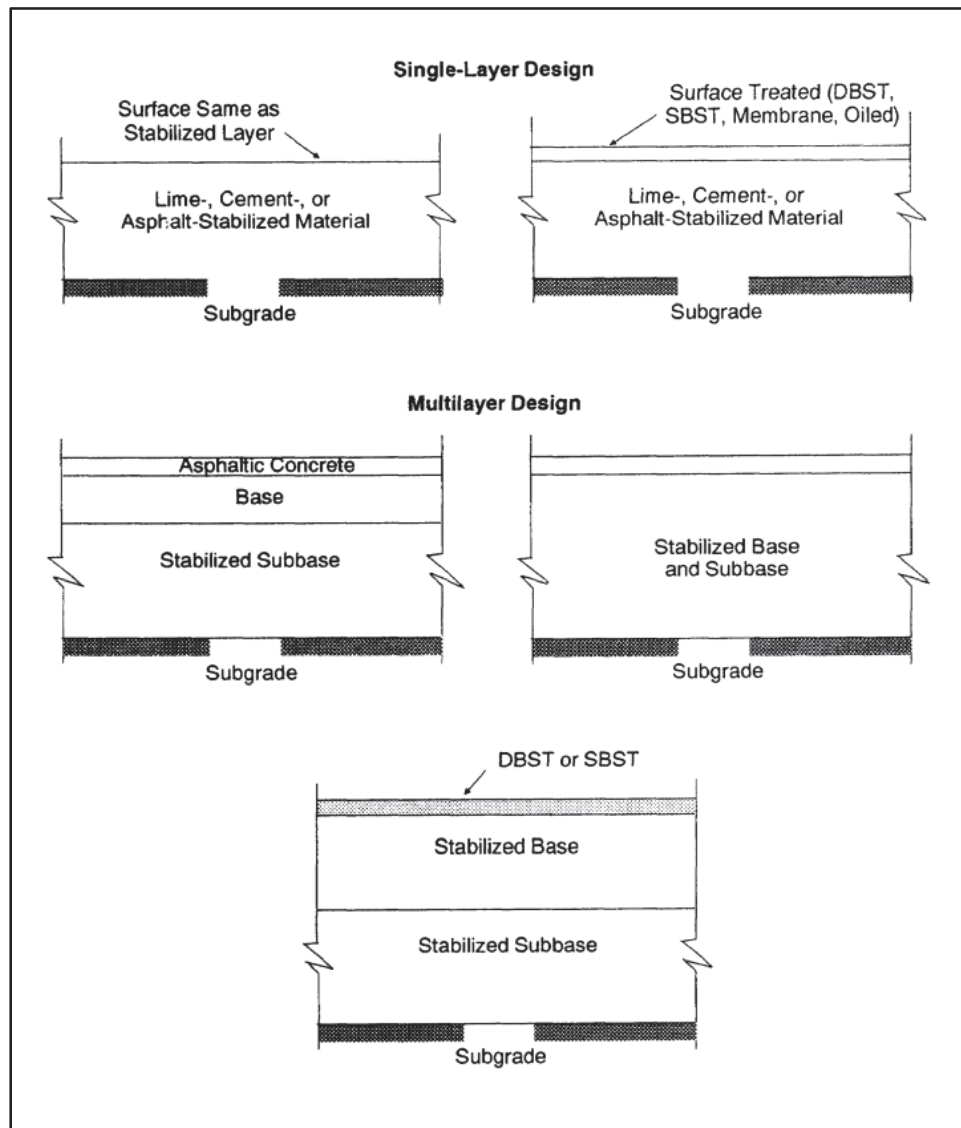 Single-Layer Design
Surface Same as
Stabilized Layer
Lime-, Cement-, or
Asphalt-Stabilized Material
Subgrade
Surface Treated (DBST,
SBST, Membrane, Oiled)
Lime-, Cement-, or
Asphalt-Stabilized Material
Subgrade
Multilayer Design
Asphaltic Concrete
Base
Stabilized Subbase
Subgrade
Stabilized Base
and Subbase
Subgrade
DBST or SBST
Stabilized Base
Stabilized Subbase
Subgrade